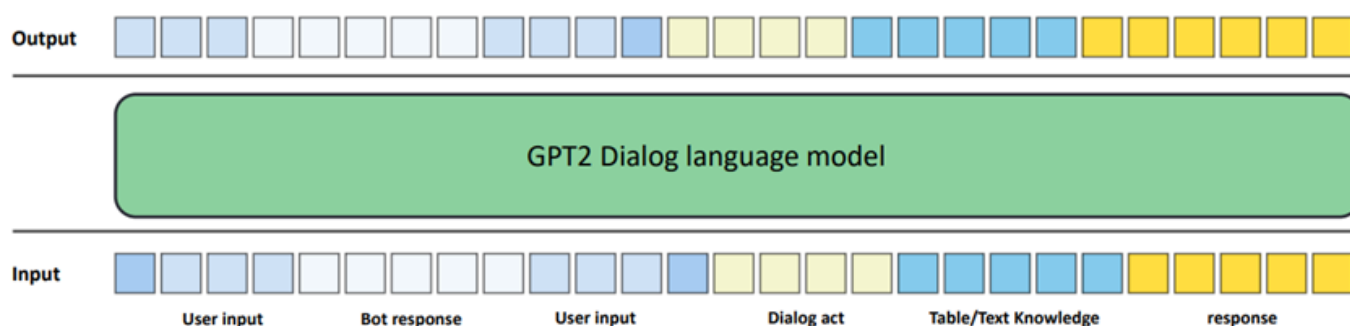 Output
GPT2 Dialog language model
Input
User input Bot response User input Dialog act Table/Text Knowledge response